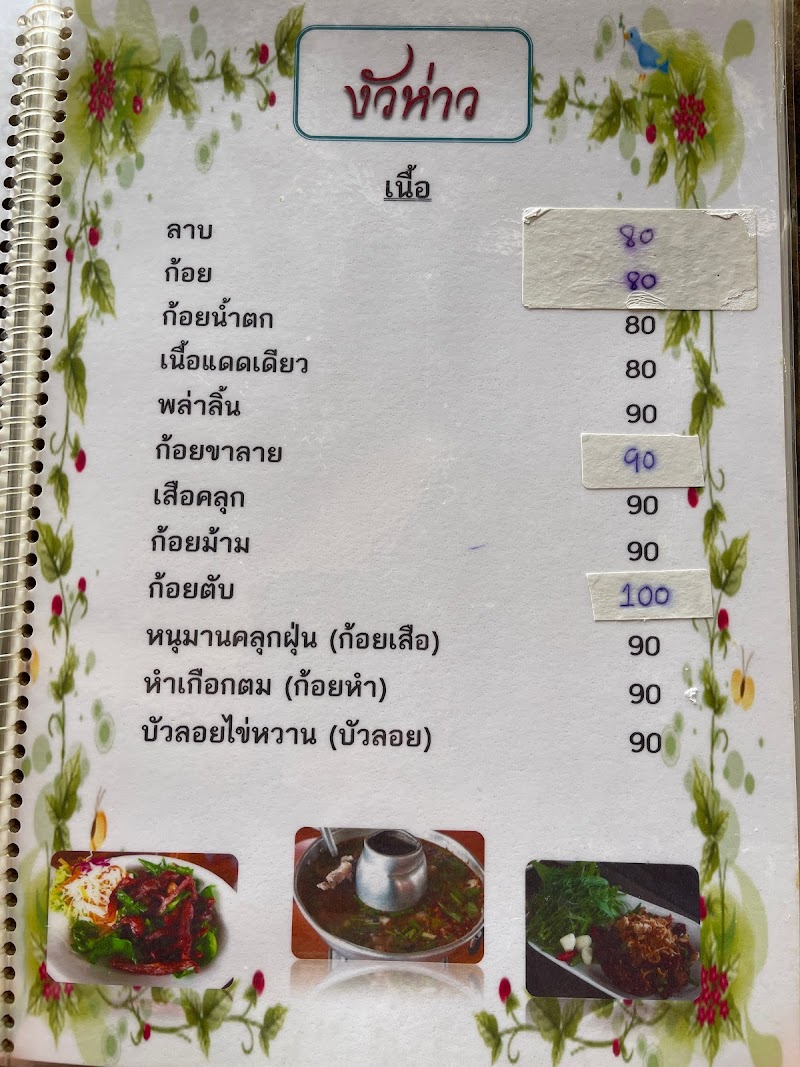 งัวห่าว
เนื้อ
ลาบ 80
ก้อย 80
ก้อยน้ำตก 80
เนื้อแดดเดียว 80
พล่าลิ้น 90
ก้อยขาลาย 90
เสือคลุก 90
ก้อยม้าม 90
ก้อยตับ 100
หนุมานคลุกฝุ่น (ก้อยเสือ) 90
หำเกือกตม (ก้อยหำ) 90
บัวลอยไข่หวาน (บัวลอย) 90